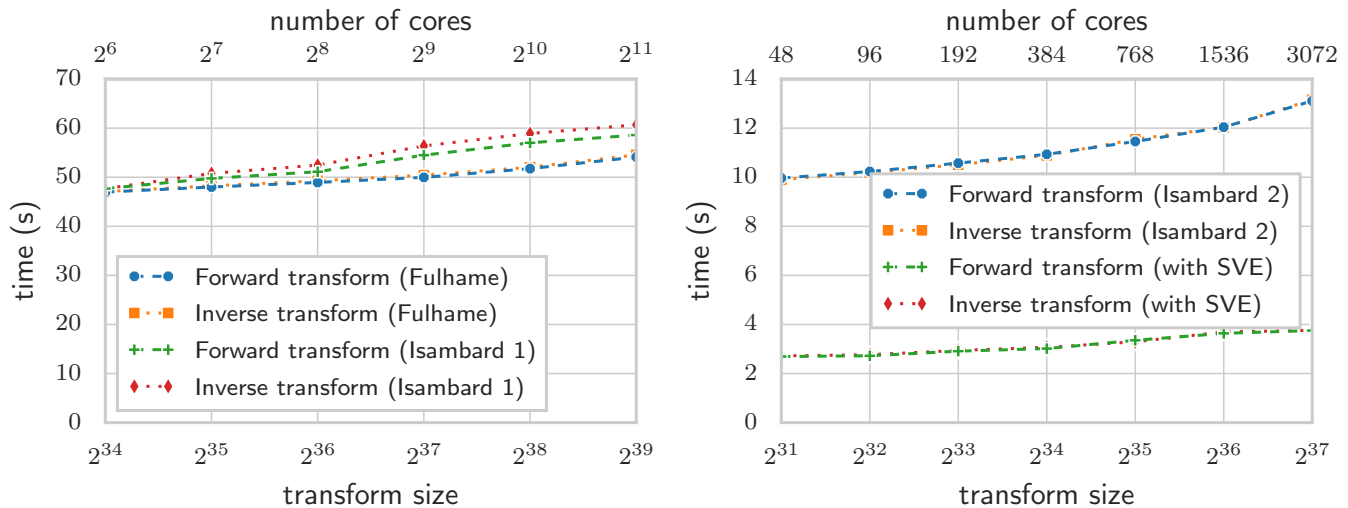 number of cores
2^6 2^7 2^8 2^9 2^10 2^11
70
60
50
40
30
20
10
0
time (s)
Forward transform (Fulhame)
Inverse transform (Fulhame)
Forward transform (Isambard 1)
Inverse transform (Isambard 1)
2^34 2^35 2^36 2^37 2^38 2^39
transform size
number of cores
48 96 192 384 768 1536 3072
14
12
10
8
6
4
2
0
time (s)
Forward transform (Isambard 2)
Inverse transform (Isambard 2)
Forward transform (with SVE)
Inverse transform (with SVE)
2^31 2^32 2^33 2^34 2^35 2^36 2^37
transform size